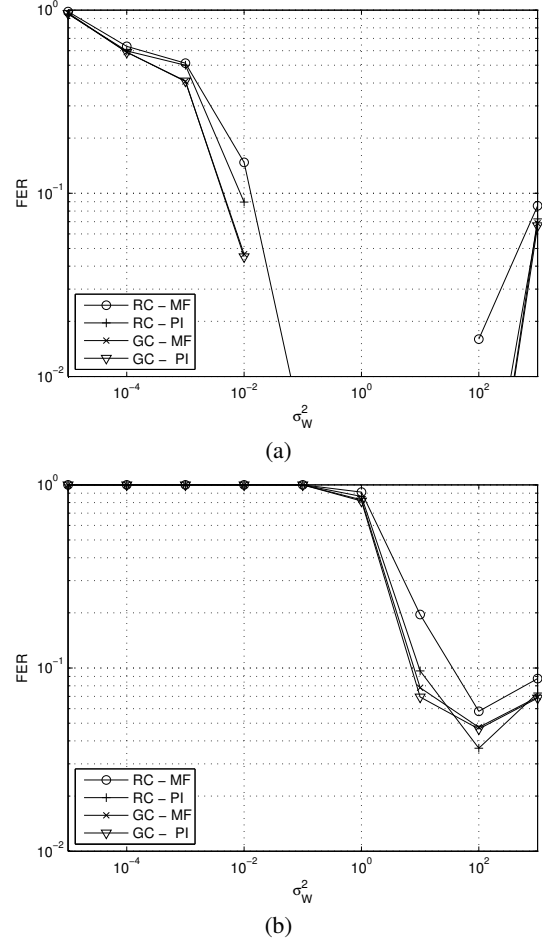 10^0
10^-1
10^-2
FER
10^-4
10^-2
10^0
10^2
σ_W^2
RC − MF
RC − PI
GC − MF
GC − PI
(a)
10^0
10^-1
10^-2
FER
10^-4
10^-2
10^0
10^2
σ_W^2
RC − MF
RC − PI
GC − MF
GC − PI
(b)